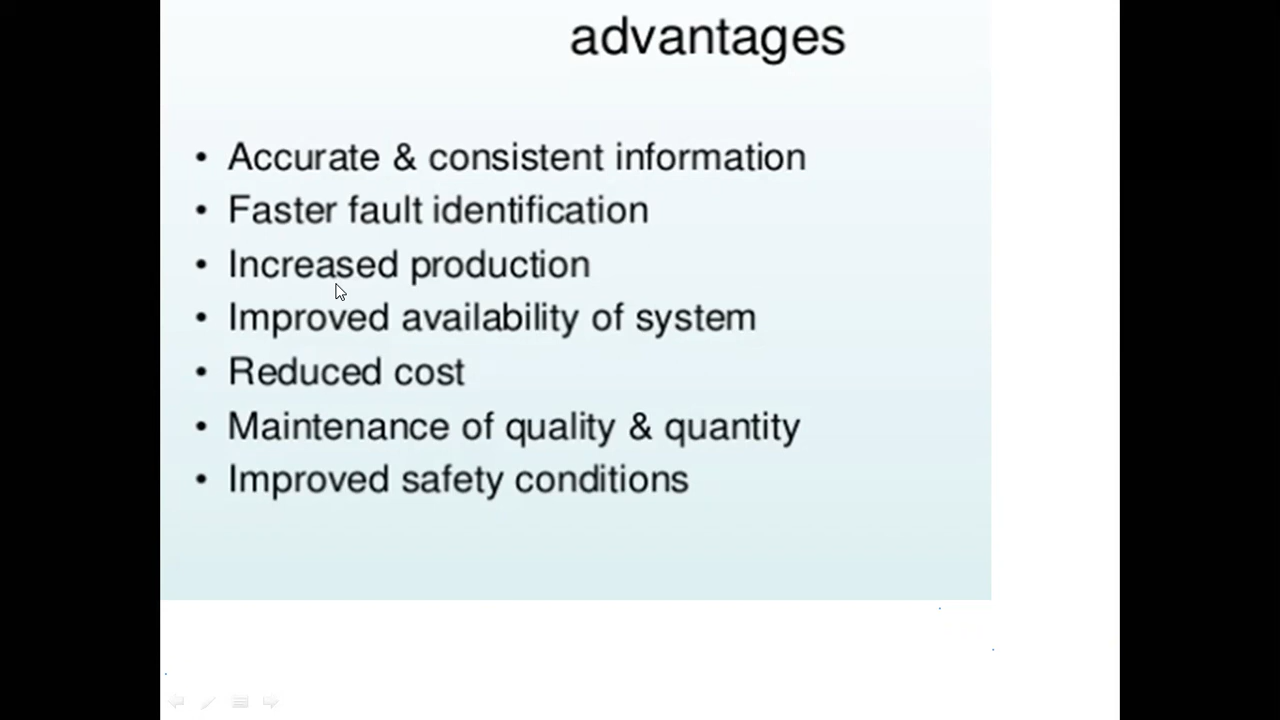 advantages
• Accurate & consistent information
• Faster fault identification
• Increased production
• Improved availability of system
• Reduced cost
• Maintenance of quality & quantity
• Improved safety conditions